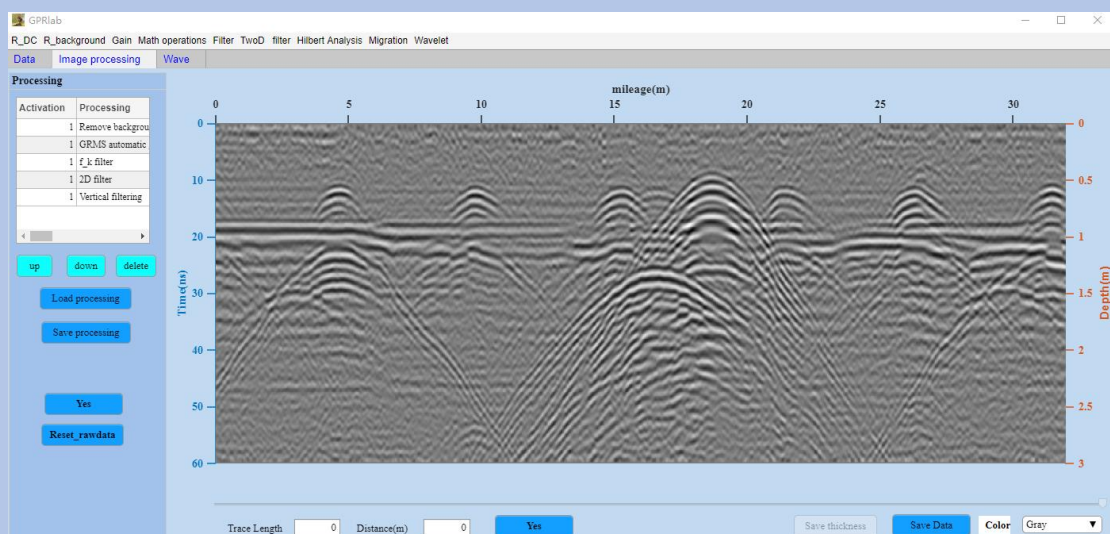 GPRlab
R_DC R_background Gain Math operations Filter TwoD filter Hilbert Analysis Migration Wavelet
Data Image processing Wave
Processing
Activation Processing
1 Remove backgrou
1 GRMS automatic
1 f_k filter
1 2D filter
1 Vertical filtering
up down delete
Load processing
Save processing
Yes
Reset_rawdata
mileage(m)
0 5 10 15 20 25 30
Time(ns)
0
10
20
30
40
50
60
Depth(m)
0
0.5
1
1.5
2
2.5
3
Trace Length 0 Distance(m) 0 Yes Save thickness Save Data Color Gray